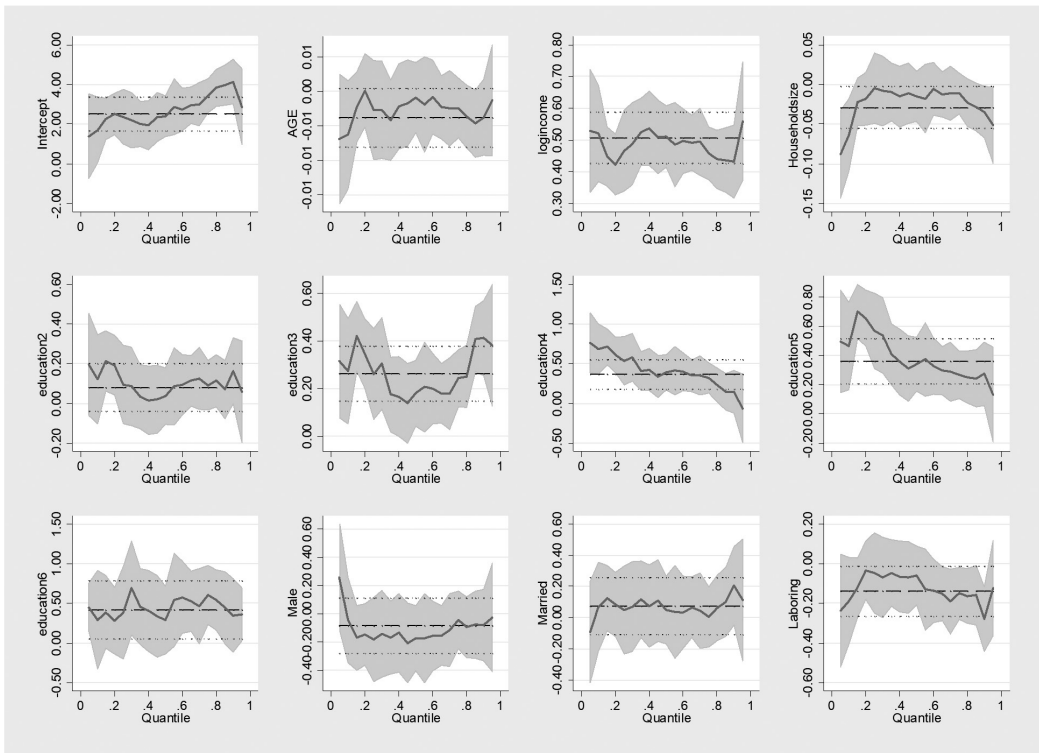 Intercept
-2.00 0.00 2.00 4.00 6.00
0 .2 .4 .6 .8 1
Quantile
AGE
-0.01 -0.01 -0.01 0.00 0.01
0 .2 .4 .6 .8 1
Quantile
logincome
0.30 0.40 0.50 0.60 0.70 0.80
0 .2 .4 .6 .8 1
Quantile
Householdsize
-0.15 -0.10 -0.05 0.00 0.05
0 .2 .4 .6 .8 1
Quantile
education2
-0.20 0.00 0.20 0.40 0.60
0 .2 .4 .6 .8 1
Quantile
education3
0.00 0.20 0.40 0.60
0 .2 .4 .6 .8 1
Quantile
education4
-0.50 0.00 0.50 1.00 1.50
0 .2 .4 .6 .8 1
Quantile
education5
-0.20 0.00 0.20 0.40 0.60 0.80
0 .2 .4 .6 .8 1
Quantile
education6
-0.50 0.00 0.50 1.00 1.50
0 .2 .4 .6 .8 1
Quantile
Male
-0.40 -0.20 0.00 0.20 0.40 0.60
0 .2 .4 .6 .8 1
Quantile
Married
-0.40 -0.20 0.00 0.20 0.40 0.60
0 .2 .4 .6 .8 1
Quantile
Laboring
-0.60 -0.40 -0.20 0.00 0.20
0 .2 .4 .6 .8 1
Quantile